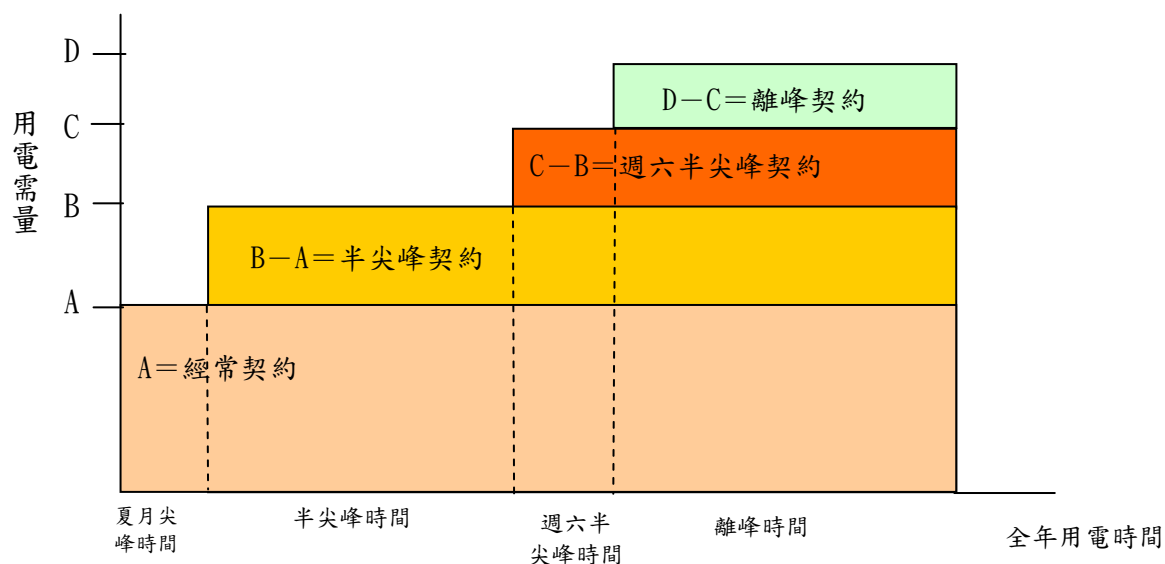 用電需量
D
C
B
A
D－C＝離峰契約
C－B＝週六半尖峰契約
B－A＝半尖峰契約
A＝經常契約
夏月尖
峰時間
半尖峰時間
週六半
尖峰時間
離峰時間
全年用電時間